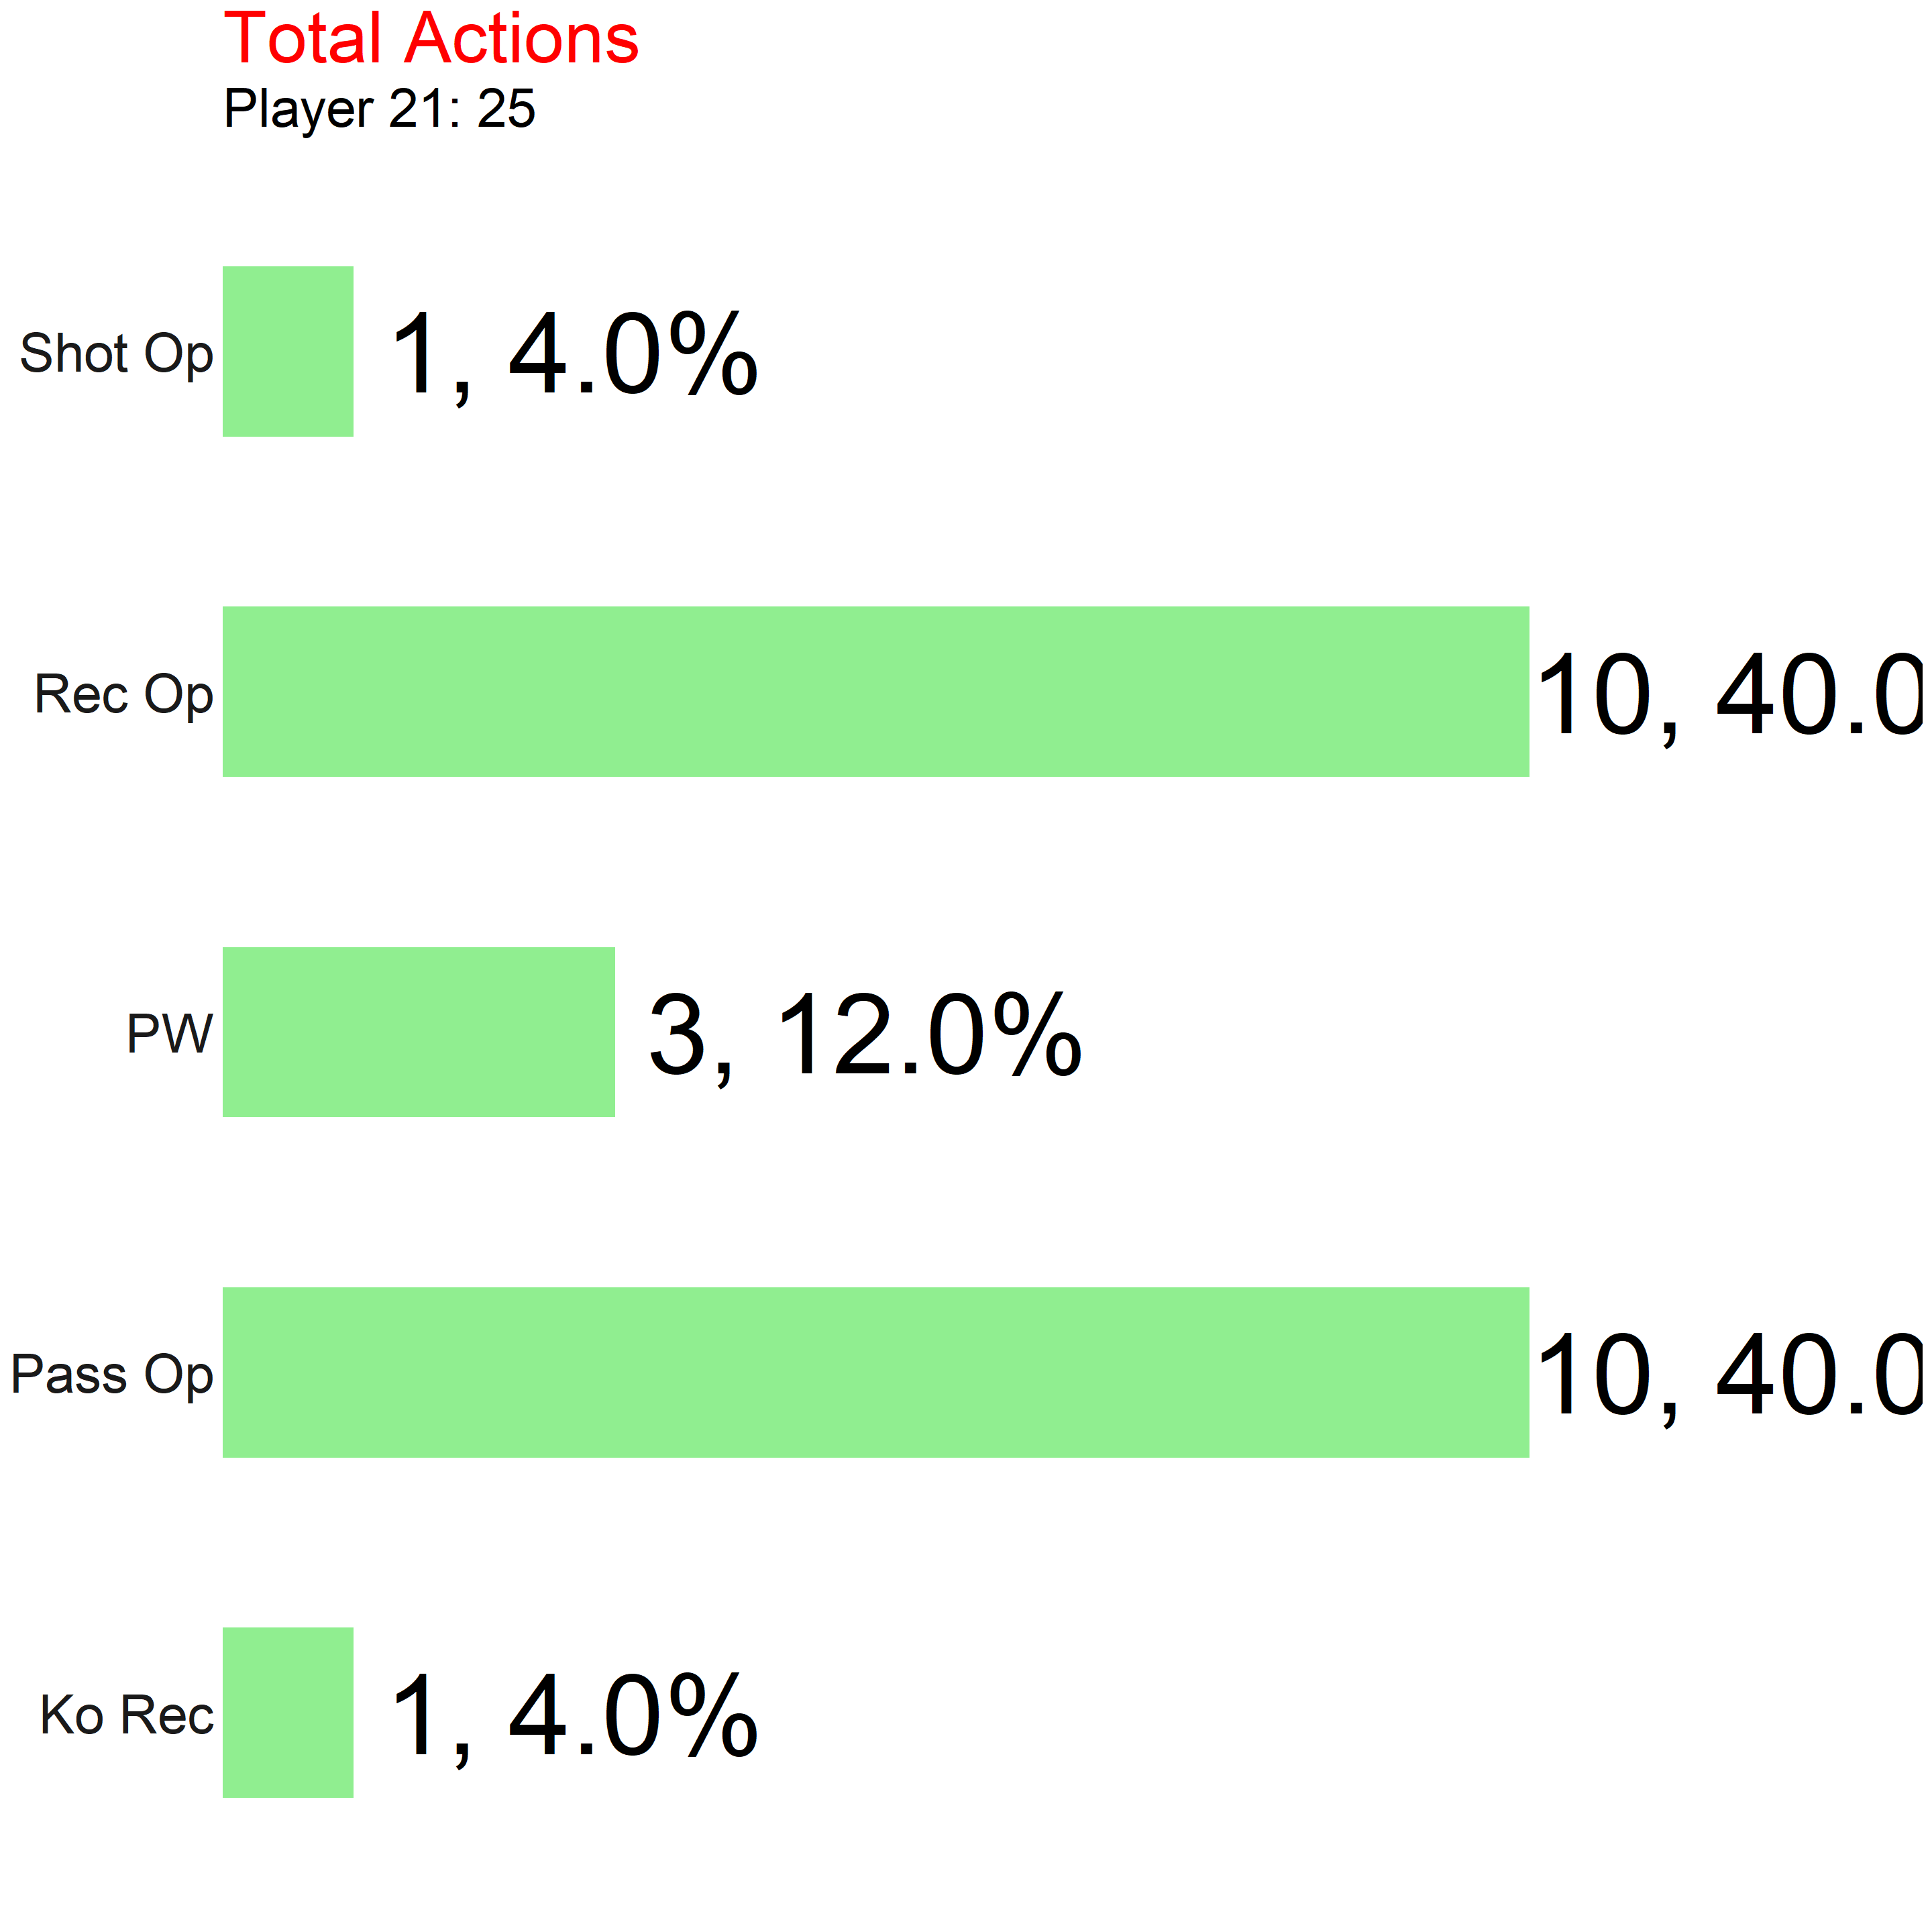 Total Actions
Player 21: 25
Shot Op 1, 4.0%
Rec Op 10, 40.0
PW 3, 12.0%
Pass Op 10, 40.0
Ko Rec 1, 4.0%